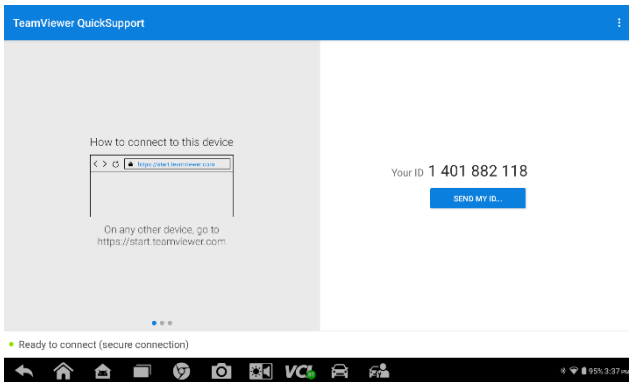 TeamViewer QuickSupport
How to connect to this device
https://start.teamviewer.com
On any other device, go to
https://start.teamviewer.com
Your ID 1 401 882 118
SEND MY ID...
Ready to connect (secure connection)
VCI
95% 3:37 PM